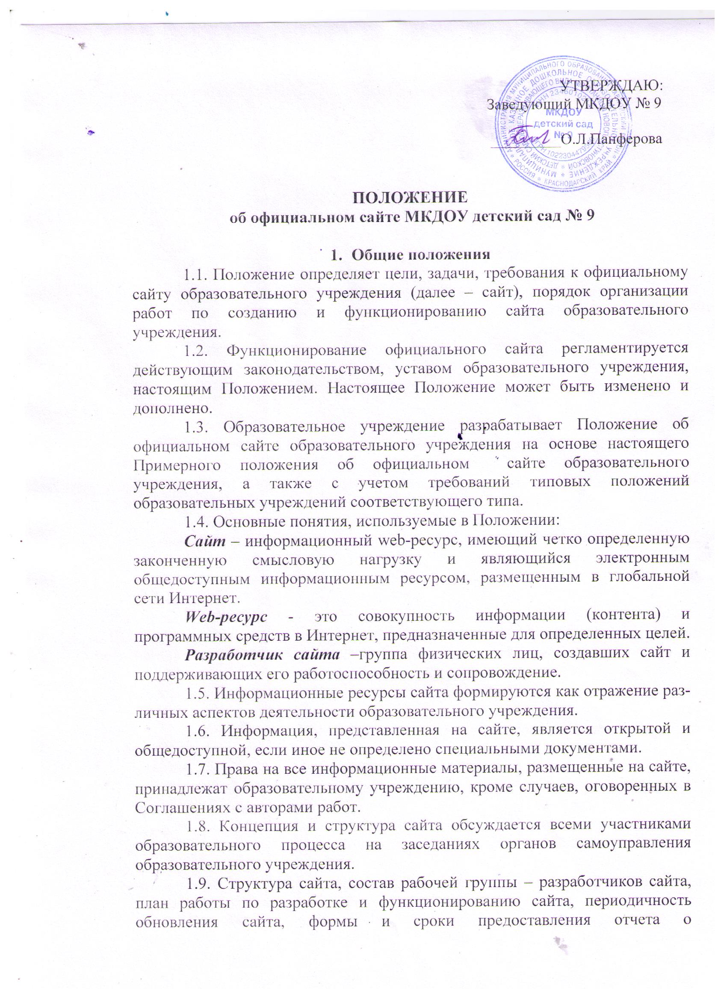 УТВЕРЖДАЮ:
Заведующий МКДОУ № 9
О.Л.Панферова
МКДОУ
детский сад
№ 9
* РОССИЯ * КРАСНОДАРСКИЙ КРАЙ *
ПОЛОЖЕНИЕ
об официальном сайте МКДОУ детский сад № 9
1. Общие положения
1.1. Положение определяет цели, задачи, требования к официальному
сайту образовательного учреждения (далее – сайт), порядок организации
работ по созданию и функционированию сайта образовательного
учреждения.
1.2. Функционирование официального сайта регламентируется
действующим законодательством, уставом образовательного учреждения,
настоящим Положением. Настоящее Положение может быть изменено и
дополнено.
1.3. Образовательное учреждение разрабатывает Положение об
официальном сайте образовательного учреждения на основе настоящего
Примерного положения об официальном сайте образовательного
учреждения, а также с учетом требований типовых положений
образовательных учреждений соответствующего типа.
1.4. Основные понятия, используемые в Положении:
Сайт – информационный web-ресурс, имеющий четко определенную
законченную смысловую нагрузку и являющийся электронным
общедоступным информационным ресурсом, размещенным в глобальной
сети Интернет.
Web-ресурс - это совокупность информации (контента) и
программных средств в Интернет, предназначенные для определенных целей.
Разработчик сайта –группа физических лиц, создавших сайт и
поддерживающих его работоспособность и сопровождение.
1.5. Информационные ресурсы сайта формируются как отражение раз-
личных аспектов деятельности образовательного учреждения.
1.6. Информация, представленная на сайте, является открытой и
общедоступной, если иное не определено специальными документами.
1.7. Права на все информационные материалы, размещенные на сайте,
принадлежат образовательному учреждению, кроме случаев, оговоренных в
Соглашениях с авторами работ.
1.8. Концепция и структура сайта обсуждается всеми участниками
образовательного процесса на заседаниях органов самоуправления
образовательного учреждения.
1.9. Структура сайта, состав рабочей группы – разработчиков сайта,
план работы по разработке и функционированию сайта, периодичность
обновления сайта, формы и сроки предоставления отчета о